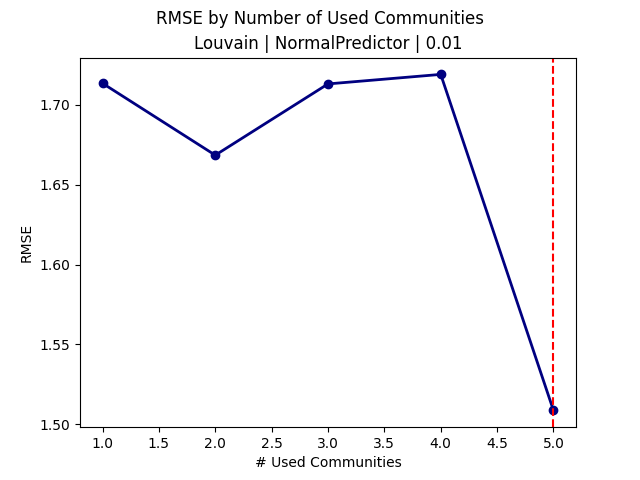 RMSE by Number of Used Communities
Louvain | NormalPredictor | 0.01
1.70
1.65
1.60
1.55
1.50
RMSE
1.0 1.5 2.0 2.5 3.0 3.5 4.0 4.5 5.0
# Used Communities